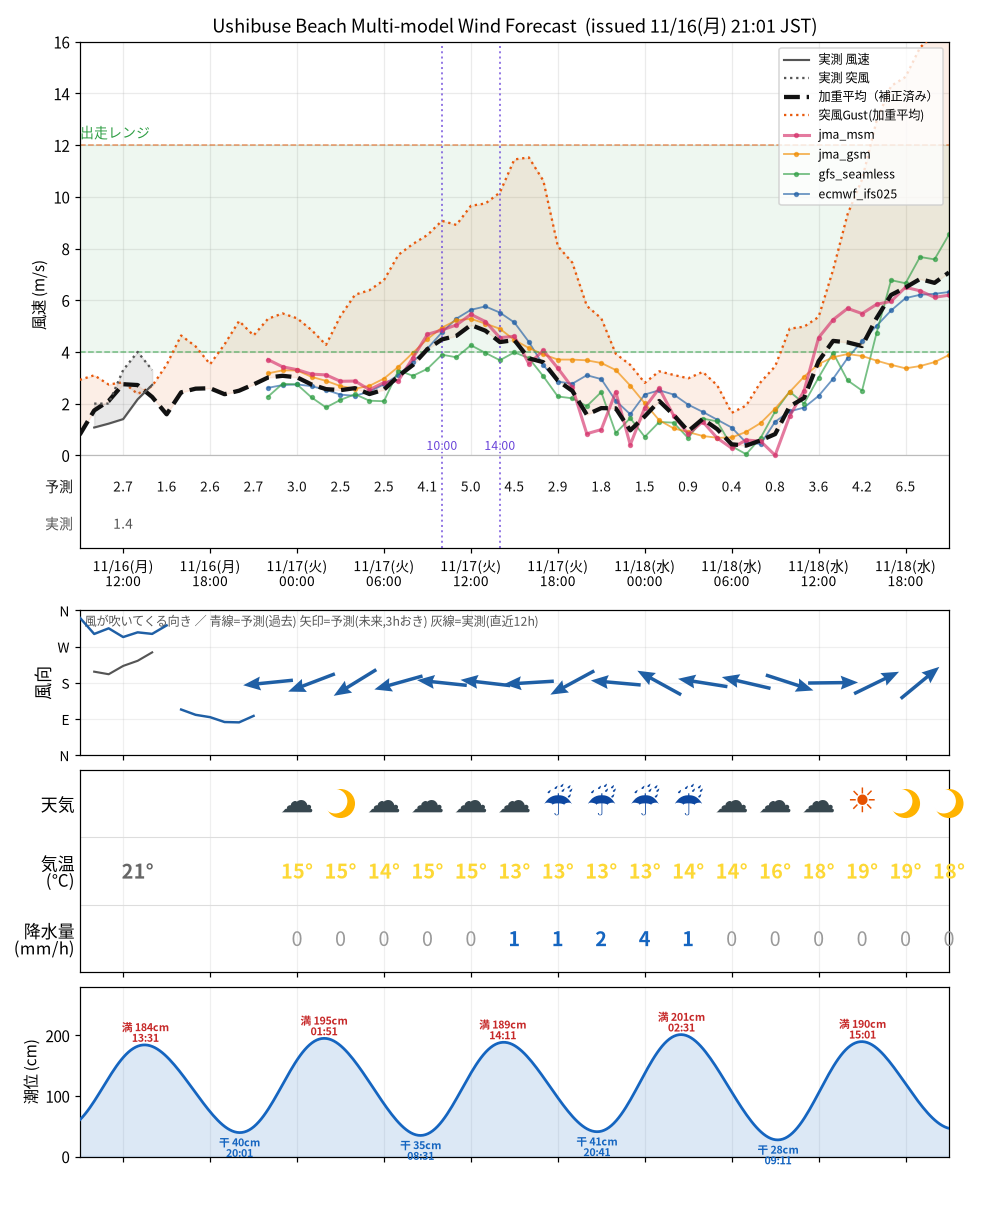 Ushibuse Beach Multi-model Wind Forecast (issued 11/16(月) 21:01 JST)
風速 (m/s)
16
14
12
10
8
6
4
2
0
出走レンジ
実測 風速
実測 突風
加重平均（補正済み）
突風Gust(加重平均)
jma_msm
jma_gsm
gfs_seamless
ecmwf_ifs025
10:00 14:00
予測 2.7 1.6 2.6 2.7 3.0 2.5 2.5 4.1 5.0 4.5 2.9 1.8 1.5 0.9 0.4 0.8 3.6 4.2 6.5
実測 1.4
11/16(月) 11/16(月) 11/17(火) 11/17(火) 11/17(火) 11/17(火) 11/18(水) 11/18(水) 11/18(水) 11/18(水)
12:00 18:00 00:00 06:00 12:00 18:00 00:00 06:00 12:00 18:00
風向
N
W
S
E
N
風が吹いてくる向き ／ 青線=予測(過去) 矢印=予測(未来,3hおき) 灰線=実測(直近12h)
天気
気温
(℃)
21° 15° 15° 14° 15° 15° 13° 13° 13° 13° 14° 14° 16° 18° 19° 19° 18°
降水量
(mm/h)
0 0 0 0 0 1 1 2 4 1 0 0 0 0 0 0
潮位 (cm)
200
100
0
満 184cm
13:31
満 195cm
01:51
満 189cm
14:11
満 201cm
02:31
満 190cm
15:01
干 40cm
20:01
干 35cm
08:31
干 41cm
20:41
干 28cm
09:11